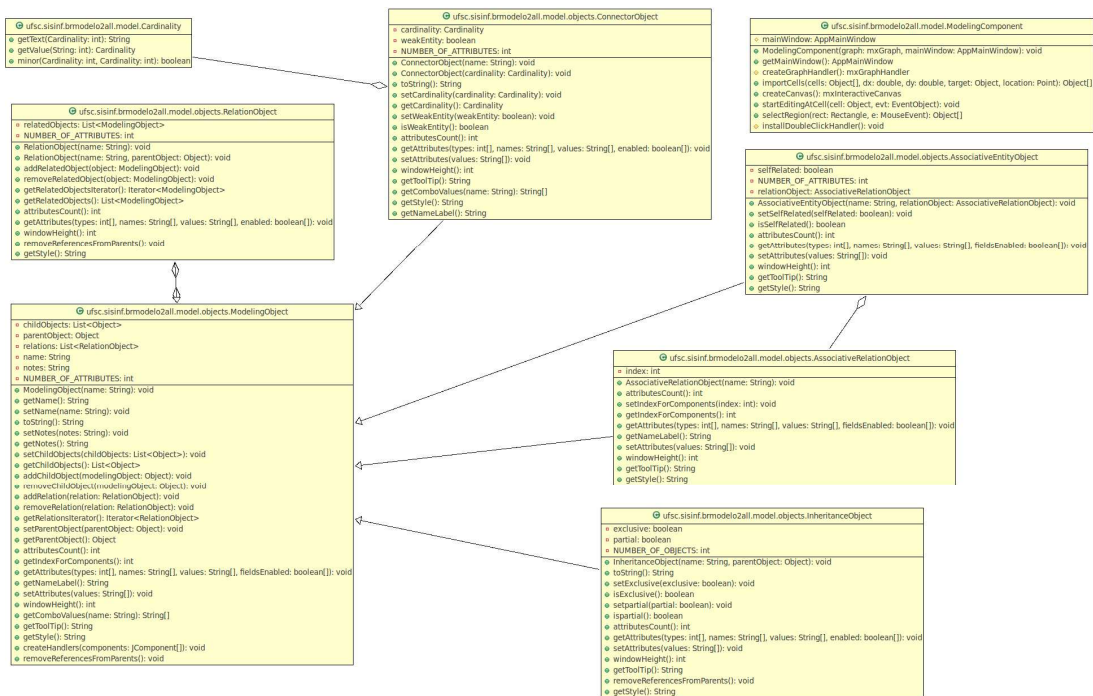 ufsc.sisinf.brmodelo2all.model.Cardinality
getText(Cardinality: int): String
getValue(String: int): Cardinality
minor(Cardinality: int, Cardinality: int): boolean
ufsc.sisinf.brmodelo2all.model.objects.ConnectorObject
cardinality: Cardinality
weakEntity: boolean
NUMBER_OF_ATTRIBUTES: int
ConnectorObject(name: String): void
ConnectorObject(cardinality: Cardinality): void
toString(): String
setCardinality(cardinality: Cardinality): void
getCardinality(): Cardinality
setWeakEntity(weakEntity: boolean): void
isWeakEntity(): boolean
attributesCount(): int
getAttributes(types: int[], names: String[], values: String[], enabled: boolean[]): void
setAttributes(values: String[]): void
windowHeight(): int
getToolTip(): String
getComboValues(name: String): String[]
getStyle(): String
getNameLabel(): String
ufsc.sisinf.brmodelo2all.model.ModelingComponent
mainWindow: AppMainWindow
ModelingComponent(graph: mxGraph, mainWindow: AppMainWindow): void
getMainWindow(): AppMainWindow
createGraphHandler(): mxGraphHandler
importCells(cells: Object[], dx: double, dy: double, target: Object, location: Point): Object[]
createCanvas(): mxInteractiveCanvas
startEditingAtCell(cell: Object, evt: EventObject): void
selectRegion(rect: Rectangle, e: MouseEvent): Object[]
installDoubleClickHandler(): void
ufsc.sisinf.brmodelo2all.model.objects.RelationObject
relatedObjects: List<ModelingObject>
NUMBER_OF_ATTRIBUTES: int
RelationObject(name: String): void
RelationObject(name: String, parentObject: Object): void
addRelatedObject(object: ModelingObject): void
removeRelatedObject(object: ModelingObject): void
getRelatedObjectsIterator(): Iterator<ModelingObject>
getRelatedObjects(): List<ModelingObject>
attributesCount(): int
getAttributes(types: int[], names: String[], values: String[], enabled: boolean[]): void
windowHeight(): int
removeReferencesFromParents(): void
getStyle(): String
ufsc.sisinf.brmodelo2all.model.objects.AssociativeEntityObject
selfRelated: boolean
NUMBER_OF_ATTRIBUTES: int
relationObject: AssociativeRelationObject
AssociativeEntityObject(name: String, relationObject: AssociativeRelationObject): void
setSelfRelated(selfRelated: boolean): void
isSelfRelated(): boolean
attributesCount(): int
getAttributes(types: int[], names: String[], values: String[], fieldsEnabled: boolean[]): void
setAttributes(values: String[]): void
windowHeight(): int
getToolTip(): String
getStyle(): String
ufsc.sisinf.brmodelo2all.model.objects.ModelingObject
childObjects: List<Object>
parentObject: Object
relations: List<RelationObject>
name: String
notes: String
NUMBER_OF_ATTRIBUTES: int
ModelingObject(name: String): void
getName(): String
setName(name: String): void
toString(): String
setNotes(notes: String): void
getNotes(): String
setChildObjects(childObjects: List<Object>): void
getChildObjects(): List<Object>
addChildObject(modelingObject: Object): void
removeChildObject(modelingObject: Object): void
addRelation(relation: RelationObject): void
removeRelation(relation: RelationObject): void
getRelationsIterator(): Iterator<RelationObject>
setParentObject(parentObject: Object): void
getParentObject(): Object
attributesCount(): int
getIndexForComponents(): int
getAttributes(types: int[], names: String[], values: String[], fieldsEnabled: boolean[]): void
getNameLabel(): String
setAttributes(values: String[]): void
windowHeight(): int
getComboValues(name: String): String[]
getToolTip(): String
getStyle(): String
createHandlers(components: JComponent[]): void
removeReferencesFromParents(): void
ufsc.sisinf.brmodelo2all.model.objects.AssociativeRelationObject
index: int
AssociativeRelationObject(name: String): void
attributesCount(): int
setIndexForComponents(index: int): void
getIndexForComponents(): int
getAttributes(types: int[], names: String[], values: String[], fieldsEnabled: boolean[]): void
getNameLabel(): String
setAttributes(values: String[]): void
windowHeight(): int
getToolTip(): String
getStyle(): String
ufsc.sisinf.brmodelo2all.model.objects.InheritanceObject
exclusive: boolean
partial: boolean
NUMBER_OF_OBJECTS: int
InheritanceObject(name: String, parentObject: Object): void
toString(): String
setExclusive(exclusive: boolean): void
isExclusive(): boolean
setpartial(partial: boolean): void
ispartial(): boolean
attributesCount(): int
getAttributes(types: int[], names: String[], values: String[], enabled: boolean[]): void
setAttributes(values: String[]): void
windowHeight(): int
getToolTip(): String
removeReferencesFromParents(): void
getStyle(): String